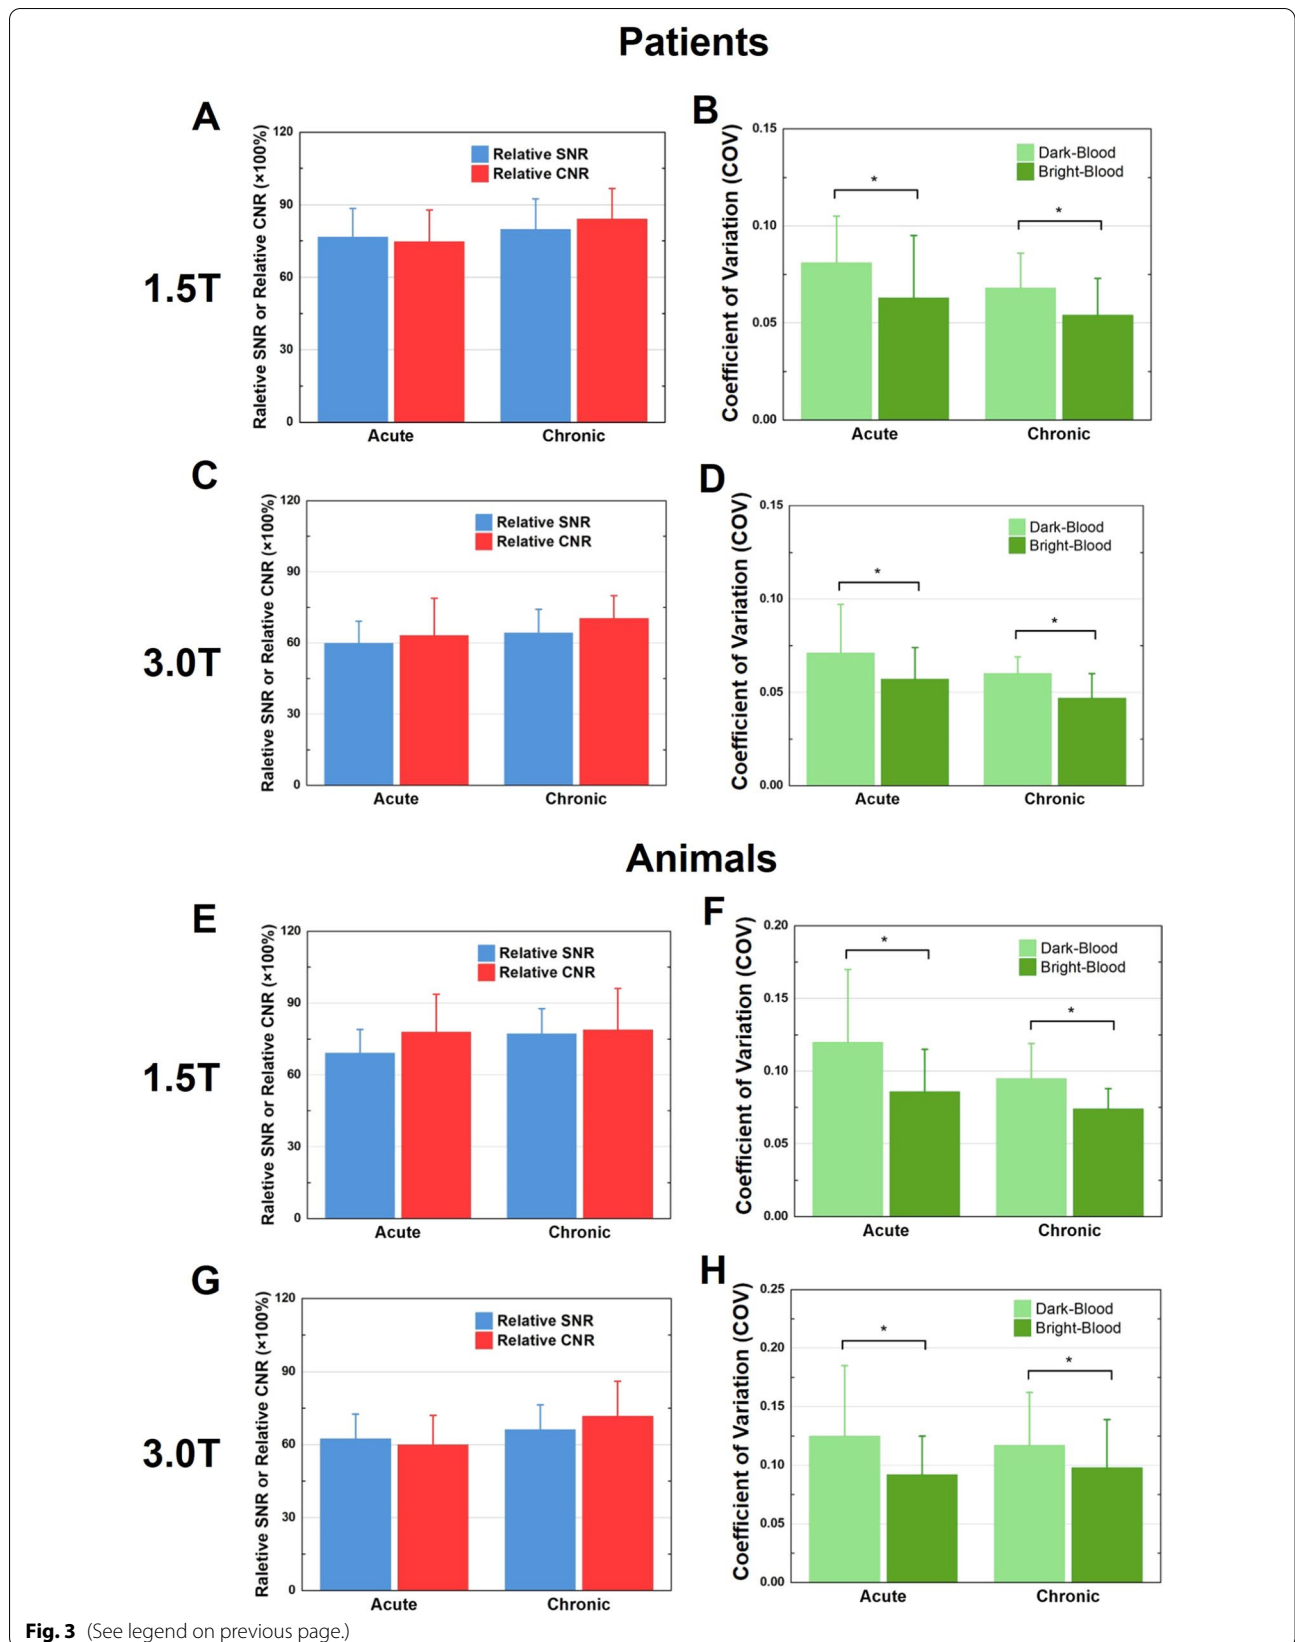 Patients
A
B
1.5T
Raletive SNR or Relative CNR (×100%)
120
90
60
30
0
Relative SNR
Relative CNR
Acute
Chronic
Coefficient of Variation (COV)
0.15
0.10
0.05
0.00
Dark-Blood
Bright-Blood
*
*
Acute
Chronic
C
D
3.0T
Raletive SNR or Relative CNR (×100%)
120
90
60
30
0
Relative SNR
Relative CNR
Acute
Chronic
Coefficient of Variation (COV)
0.15
0.10
0.05
0.00
Dark-Blood
Bright-Blood
*
*
Acute
Chronic
Animals
E
F
1.5T
Raletive SNR or Relative CNR (×100%)
120
90
60
30
0
Relative SNR
Relative CNR
Acute
Chronic
Coefficient of Variation (COV)
0.20
0.15
0.10
0.05
0.00
Dark-Blood
Bright-Blood
*
*
Acute
Chronic
G
H
3.0T
Raletive SNR or Relative CNR (×100%)
120
90
60
30
0
Relative SNR
Relative CNR
Acute
Chronic
Coefficient of Variation (COV)
0.25
0.20
0.15
0.10
0.05
0.00
Dark-Blood
Bright-Blood
*
*
Acute
Chronic
Fig. 3 (See legend on previous page.)